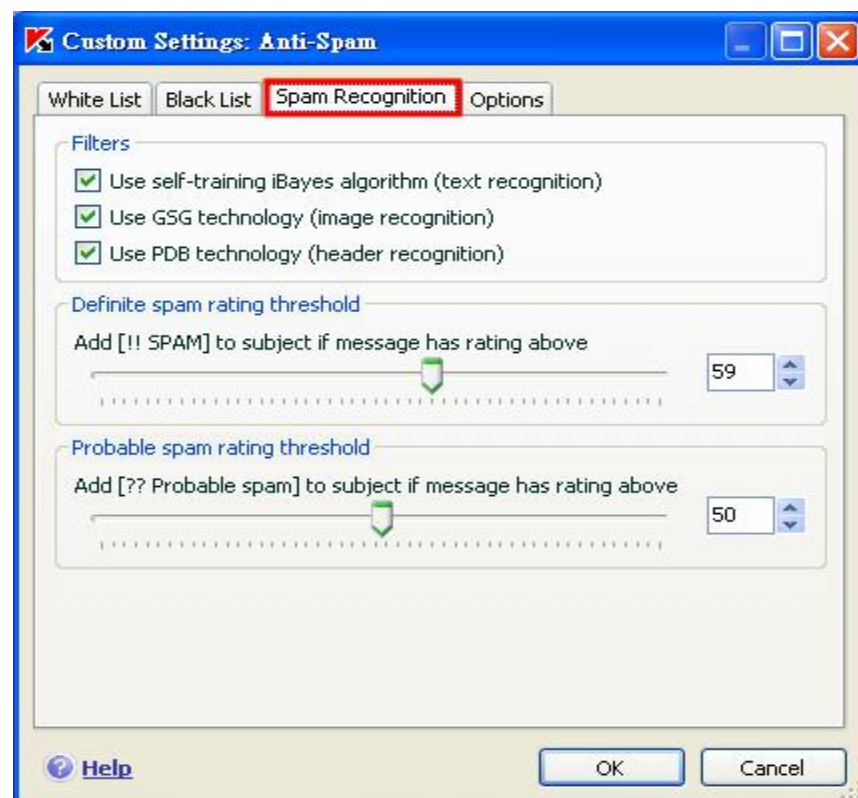 Custom Settings: Anti-Spam
White List Black List Spam Recognition Options
Filters
Use self-training iBayes algorithm (text recognition)
Use GSG technology (image recognition)
Use PDB technology (header recognition)
Definite spam rating threshold
Add [!! SPAM] to subject if message has rating above
59
Probable spam rating threshold
Add [?? Probable spam] to subject if message has rating above
50
Help OK Cancel